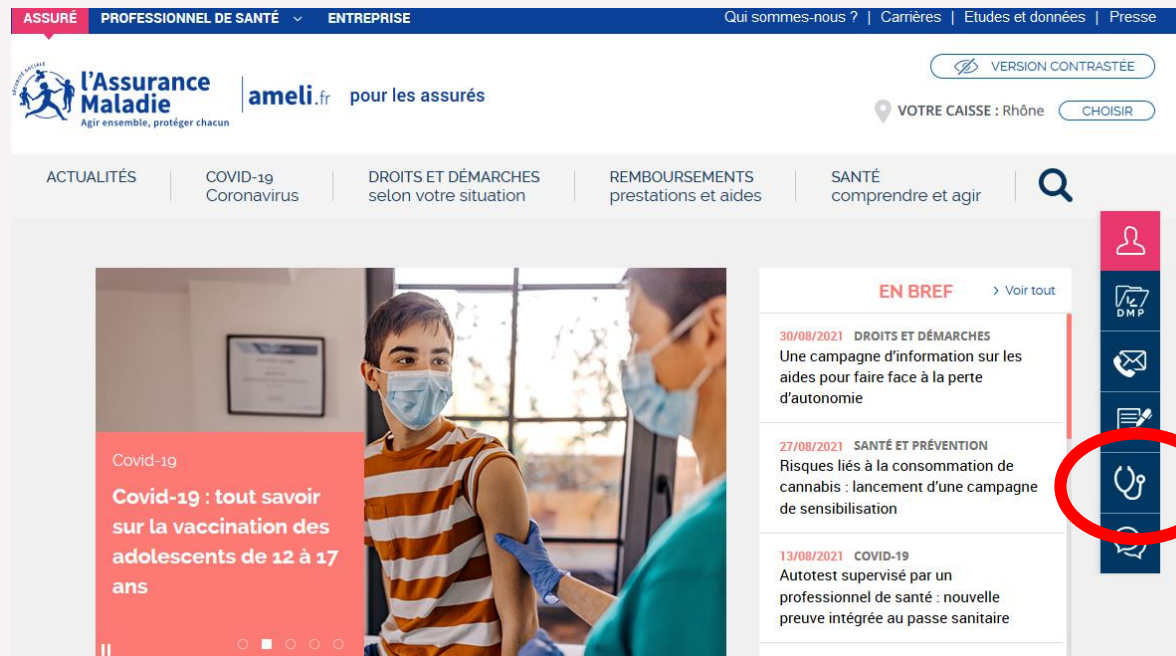 ASSURÉ PROFESSIONNEL DE SANTÉ ENTREPRISE Qui sommes-nous ? | Carrières | Etudes et données | Presse
SÉCURITÉ SOCIALE
l'Assurance
Maladie
Agir ensemble, protéger chacun
ameli.fr pour les assurés
VERSION CONTRASTÉE
VOTRE CAISSE : Rhône CHOISIR
ACTUALITÉS
COVID-19
Coronavirus
DROITS ET DÉMARCHES
selon votre situation
REMBOURSEMENTS
prestations et aides
SANTÉ
comprendre et agir
DMP
Covid-19
Covid-19 : tout savoir
sur la vaccination des
adolescents de 12 à 17
ans
EN BREF > Voir tout
30/08/2021 DROITS ET DÉMARCHES
Une campagne d'information sur les
aides pour faire face à la perte
d'autonomie
27/08/2021 SANTÉ ET PRÉVENTION
Risques liés à la consommation de
cannabis : lancement d'une campagne
de sensibilisation
13/08/2021 COVID-19
Autotest supervisé par un
professionnel de santé : nouvelle
preuve intégrée au passe sanitaire